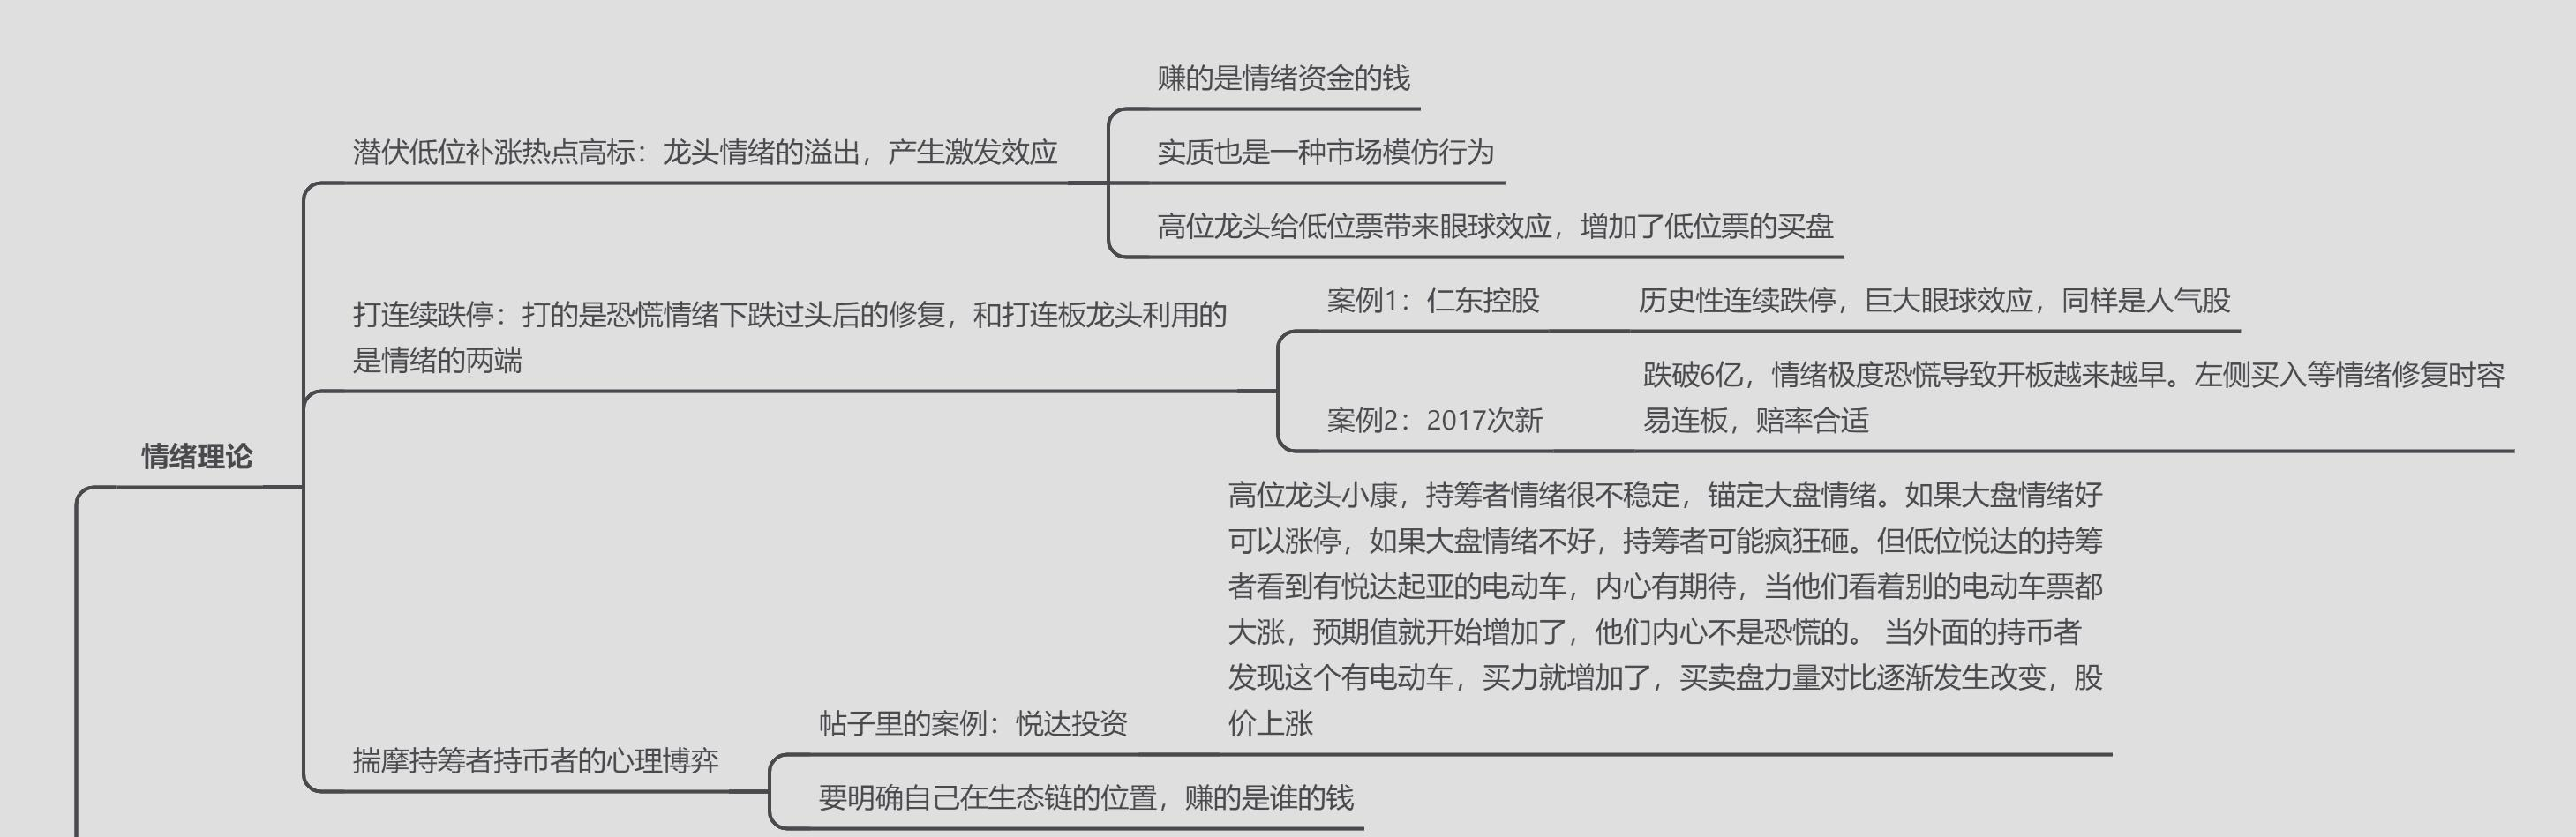 情绪理论
潜伏低位补涨热点高标：龙头情绪的溢出，产生激发效应
赚的是情绪资金的钱
实质也是一种市场模仿行为
高位龙头给低位票带来眼球效应，增加了低位票的买盘
打连续跌停：打的是恐慌情绪下跌过头后的修复，和打连板龙头利用的
是情绪的两端
案例1：仁东控股
历史性连续跌停，巨大眼球效应，同样是人气股
案例2：2017次新
跌破6亿，情绪极度恐慌导致开板越来越早。左侧买入等情绪修复时容
易连板，赔率合适
揣摩持筹者持币者的心理博弈
帖子里的案例：悦达投资
高位龙头小康，持筹者情绪很不稳定，锚定大盘情绪。如果大盘情绪好
可以涨停，如果大盘情绪不好，持筹者可能疯狂砸。但低位悦达的持筹
者看到有悦达起亚的电动车，内心有期待，当他们看着别的电动车票都
大涨，预期值就开始增加了，他们内心不是恐慌的。 当外面的持币者
发现这个有电动车，买力就增加了，买卖盘力量对比逐渐发生改变，股
价上涨
要明确自己在生态链的位置，赚的是谁的钱